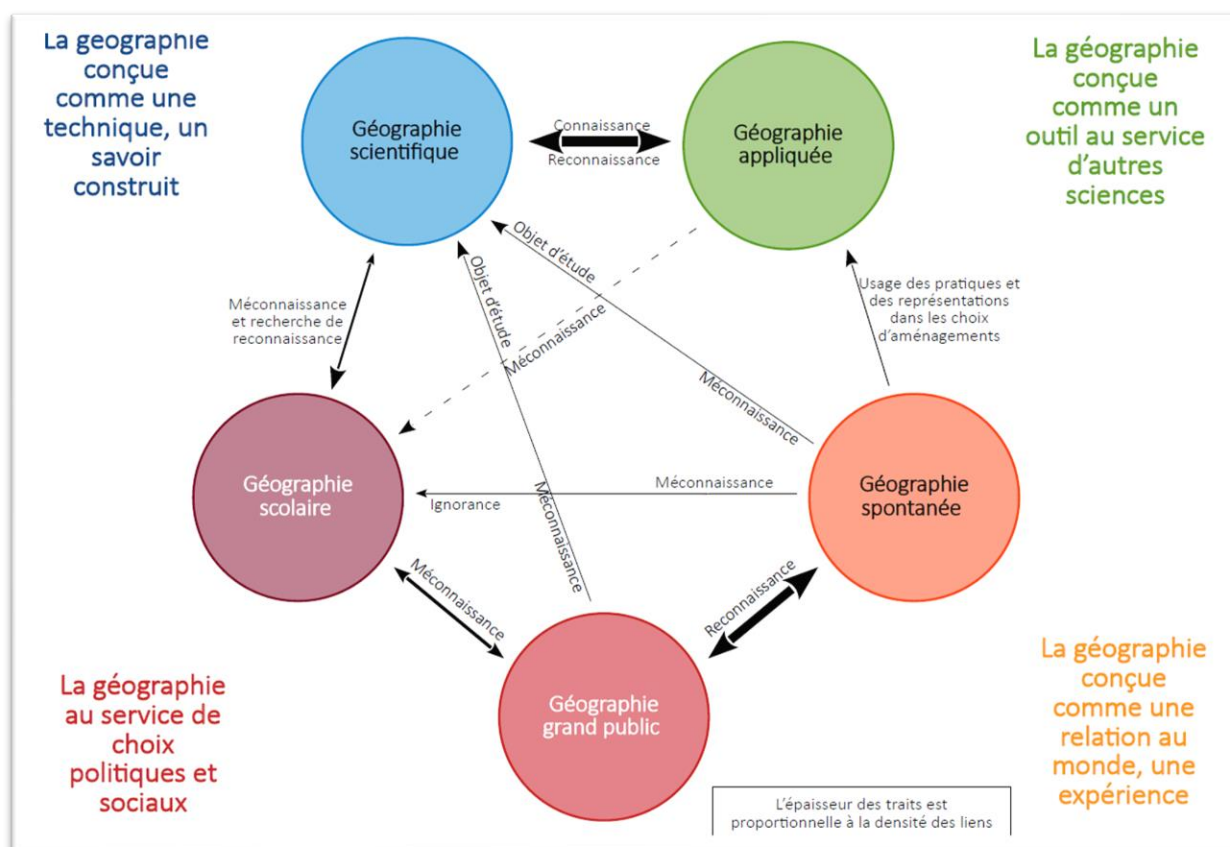 La géographie
conçue
comme une
technique, un
savoir
construit
La géographie
conçue
comme un
outil au service
d'autres
sciences
Géographie
scientifique
Connaissance
Reconnaissance
Géographie
appliquée
Objet d'étude
Objet d'étude
Usage des pratiques et
des représentations
dans les choix
d'aménagements
Méconnaissance
et recherche de
reconnaissance
Méconnaissance
Méconnaissance
Géographie
scolaire
Méconnaissance
Ignorance
Méconnaissance
Géographie
spontanée
Méconnaissance
Reconnaissance
Géographie
grand public
La géographie
au service de
choix
politiques et
sociaux
La géographie
conçue
comme une
relation au
monde, une
expérience
L'épaisseur des traits est
proportionnelle à la densité des liens